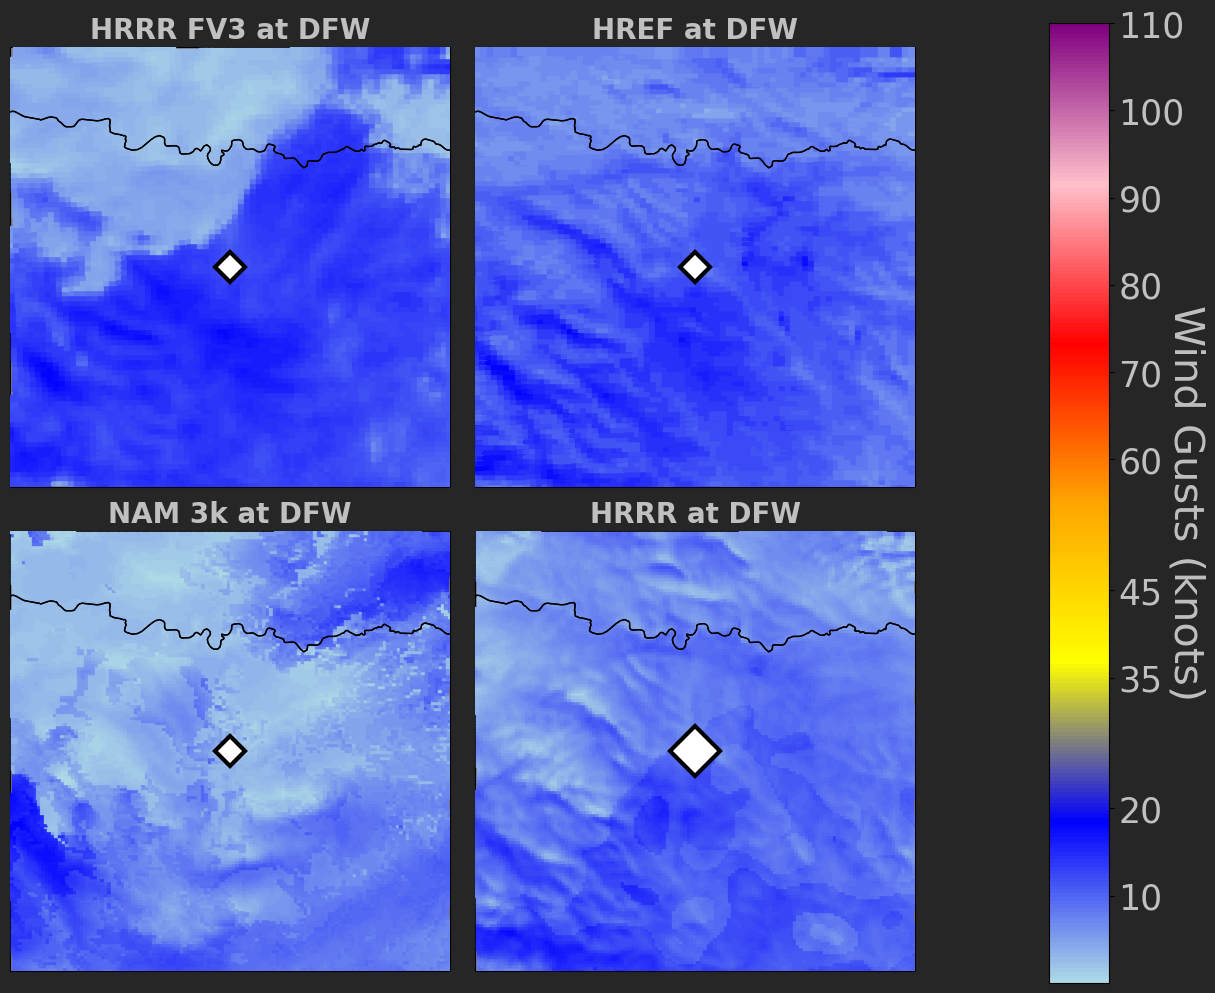 HRRR FV3 at DFW
HREF at DFW
NAM 3k at DFW
HRRR at DFW
110
100
90
80
70
60
45
35
20
10
Wind Gusts (knots)